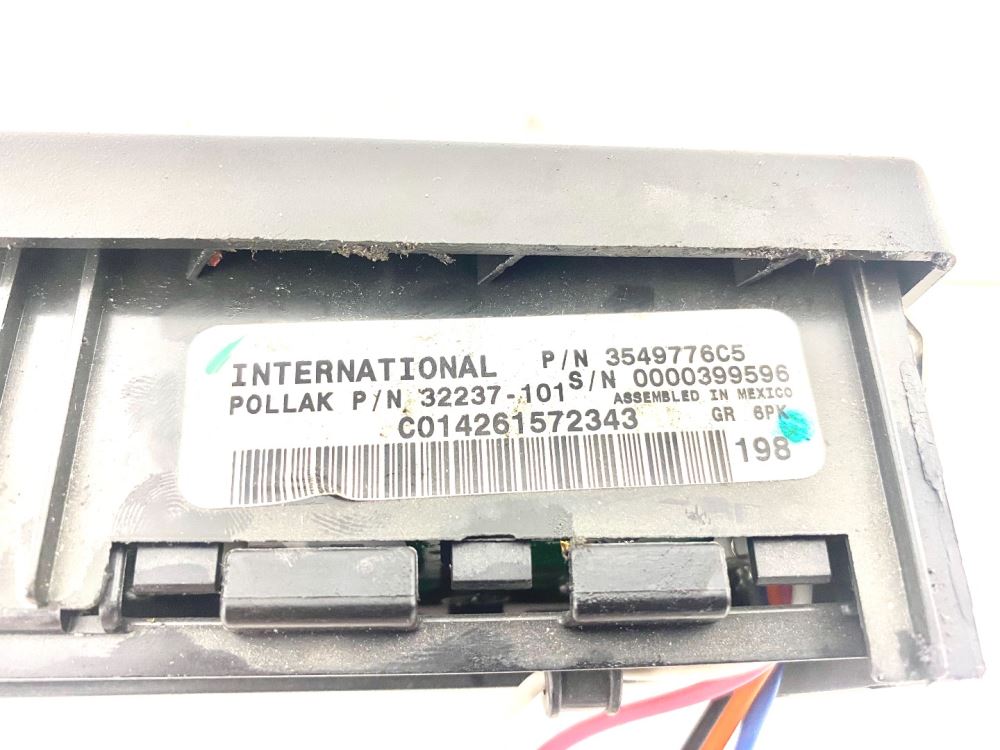 INTERNATIONAL P/N 3549776C5
POLLAK P/N 32237-101 S/N 0000399596
ASSEMBLED IN MEXICO
C014261572343 GR 6PK
198